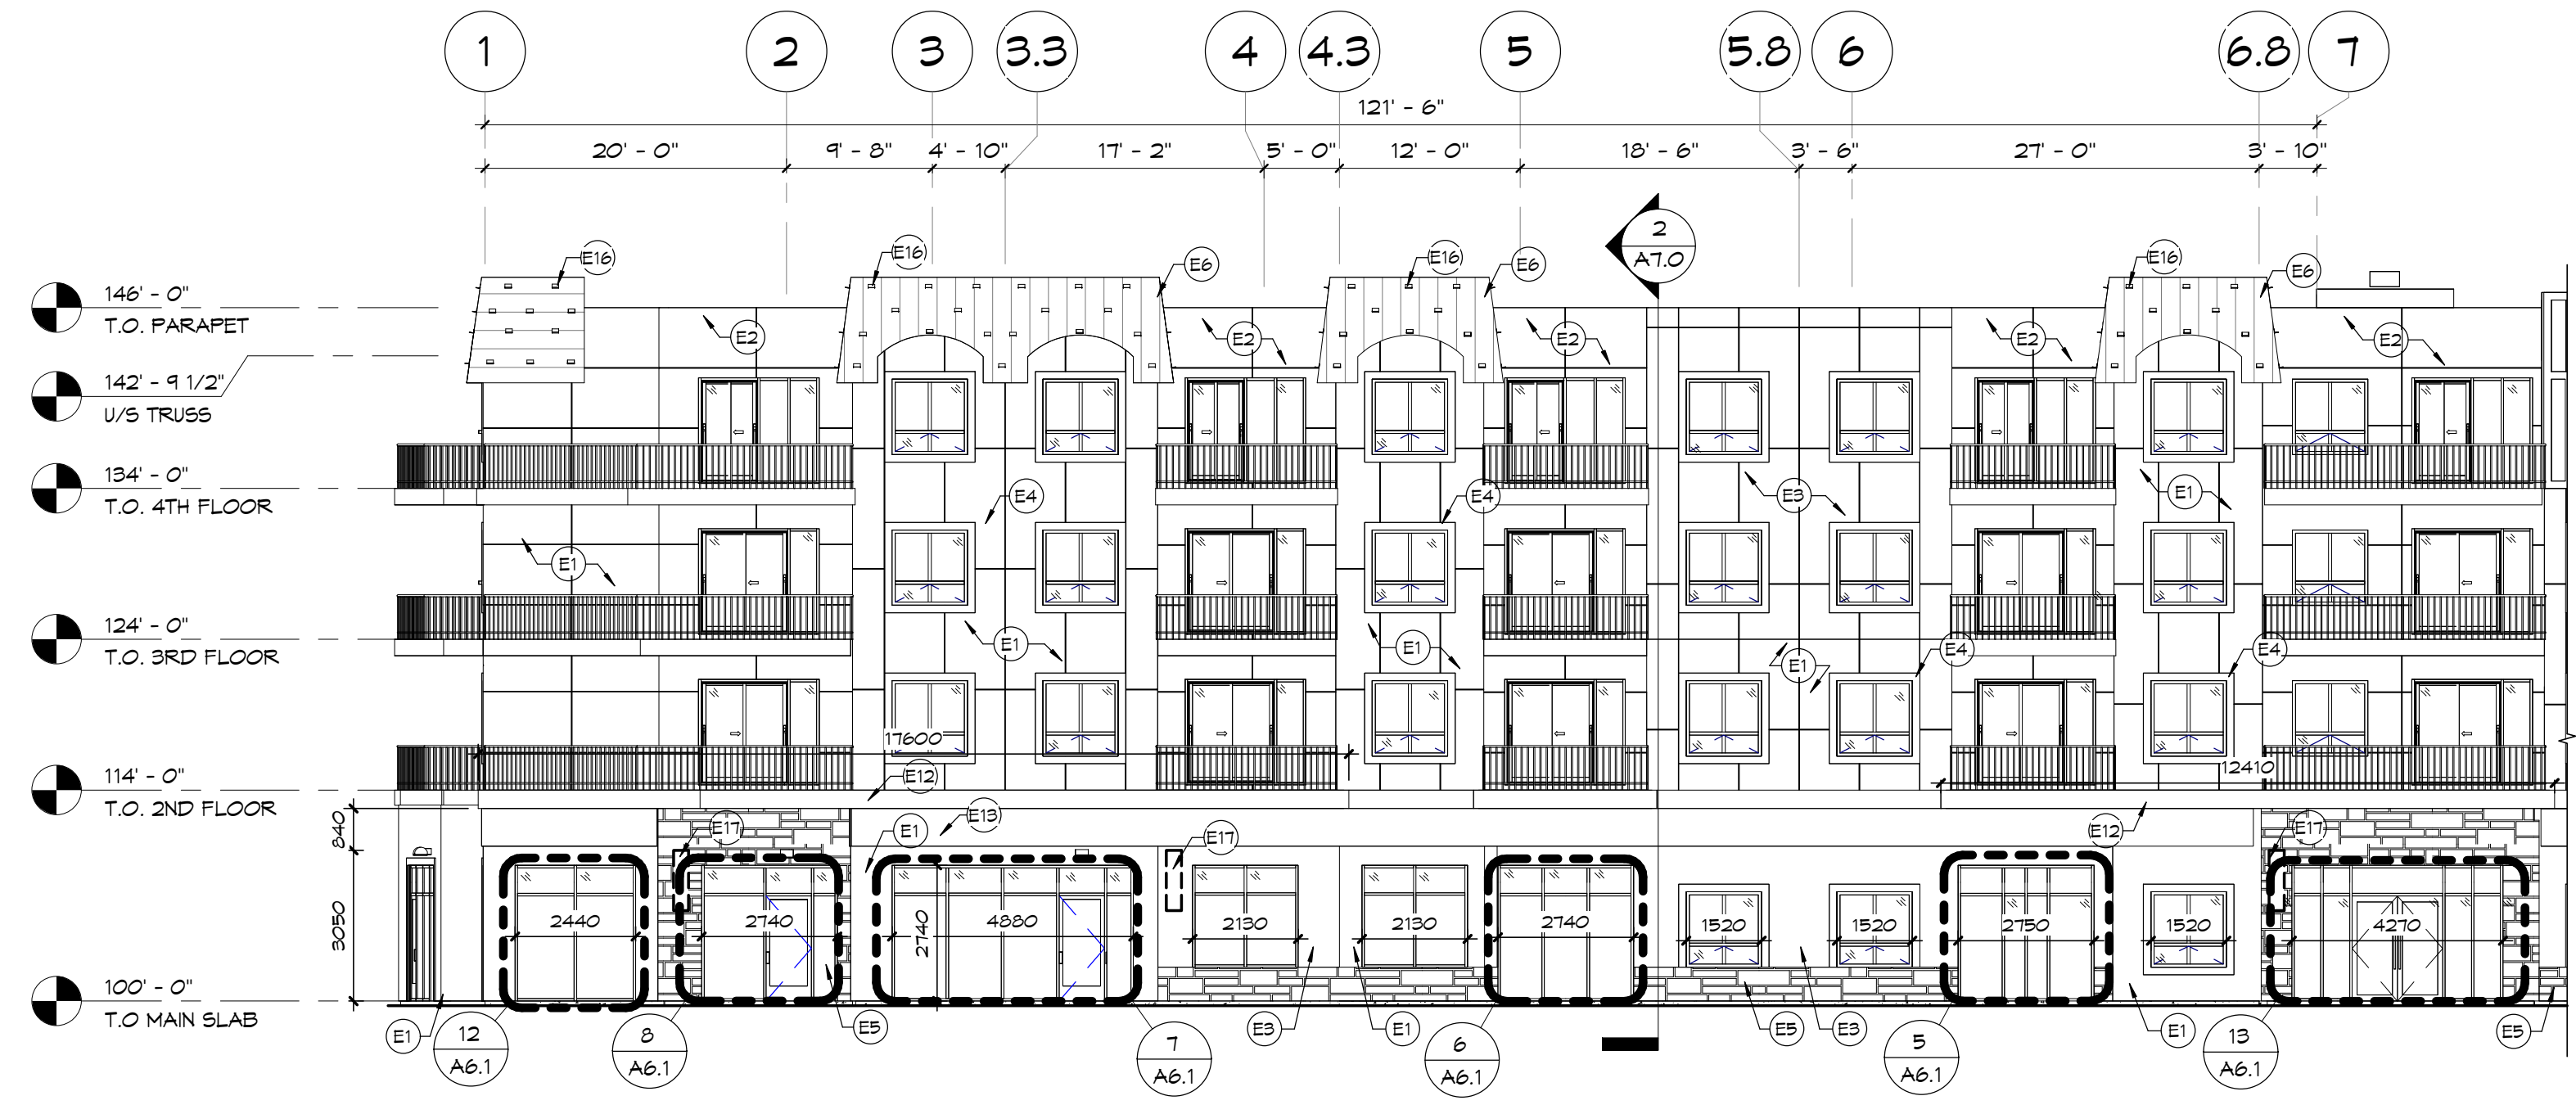 1 2 3 3.3 4 4.3 5 5.8 6 6.8 7
121' - 6"
20' - 0" 9' - 8" 4' - 10" 17' - 2" 5' - 0" 12' - 0" 18' - 6" 3' - 6" 27' - 0" 3' - 10"
2
A7.0
E16 E16 E6 E16 E6 E16 E6
146' - 0"
T.O. PARAPET
E2 E2 E2 E2 E2
142' - 9 1/2"
U/S TRUSS
134' - 0"
T.O. 4TH FLOOR
E4 E4 E3 E1
E1
124' - 0"
T.O. 3RD FLOOR
E1 E1 E1 E4 E4
17600
114' - 0"
T.O. 2ND FLOOR
E12 12410
840
E17 E13 E1 E17 E12 E17
3050
2440 2740 2740 4880 2130 2130 2740 1520 1520 2750 1520 4270
100' - 0"
T.O MAIN SLAB
E1 E5 E3 E1 E5 E3 E1 E5
12
A6.1
8
A6.1
7
A6.1
6
A6.1
5
A6.1
13
A6.1